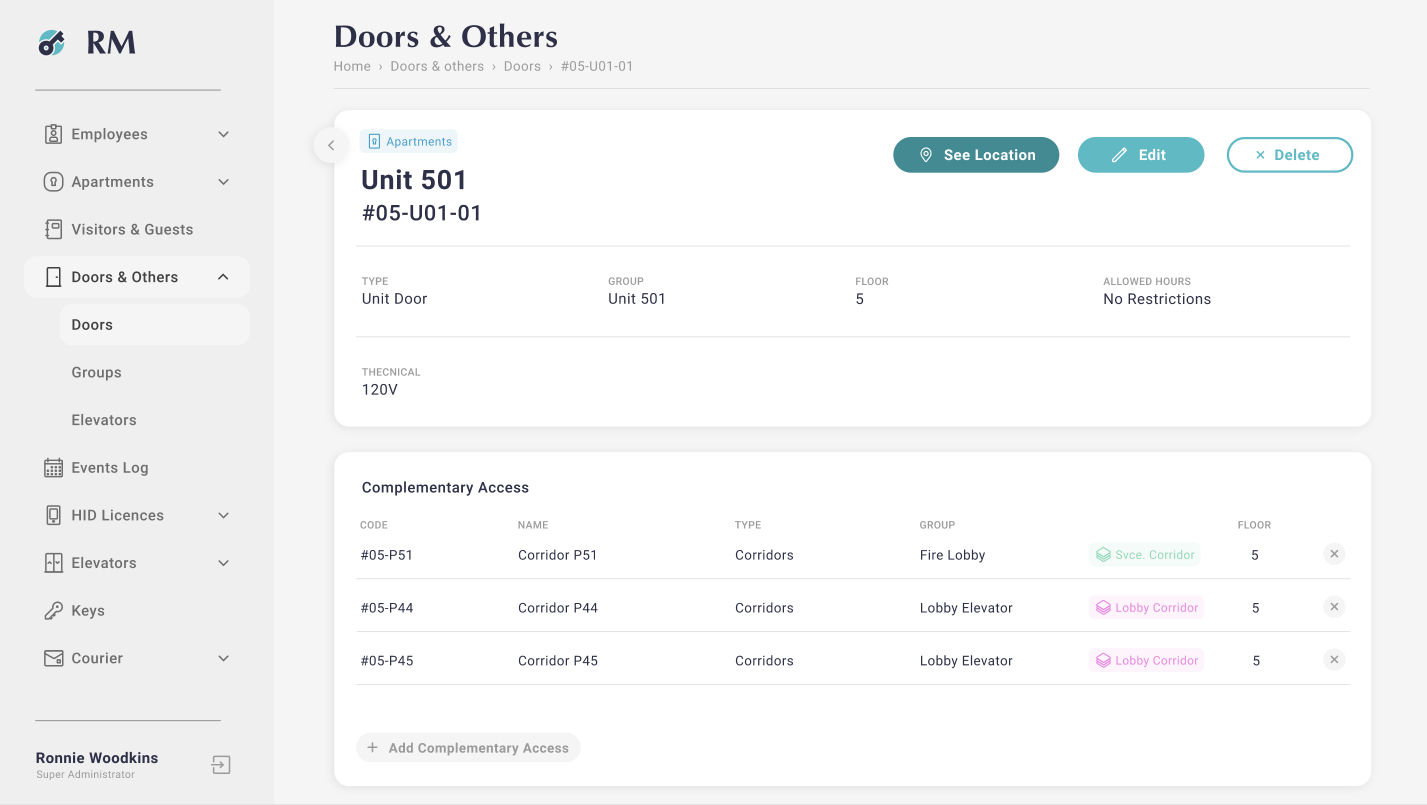 RM
Employees
Apartments
Visitors & Guests
Doors & Others
Doors
Groups
Elevators
Events Log
HID Licences
Elevators
Keys
Courier
Ronnie Woodkins
Super Administrator
Doors & Others
Home › Doors & others › Doors › #05-U01-01
Apartments
See Location
Edit
× Delete
Unit 501
#05-U01-01
TYPE GROUP FLOOR ALLOWED HOURS
Unit Door Unit 501 5 No Restrictions
THECNICAL
120V
Complementary Access
CODE NAME TYPE GROUP FLOOR
#05-P51 Corridor P51 Corridors Fire Lobby Svce. Corridor 5 ×
#05-P44 Corridor P44 Corridors Lobby Elevator Lobby Corridor 5 ×
#05-P45 Corridor P45 Corridors Lobby Elevator Lobby Corridor 5 ×
+ Add Complementary Access